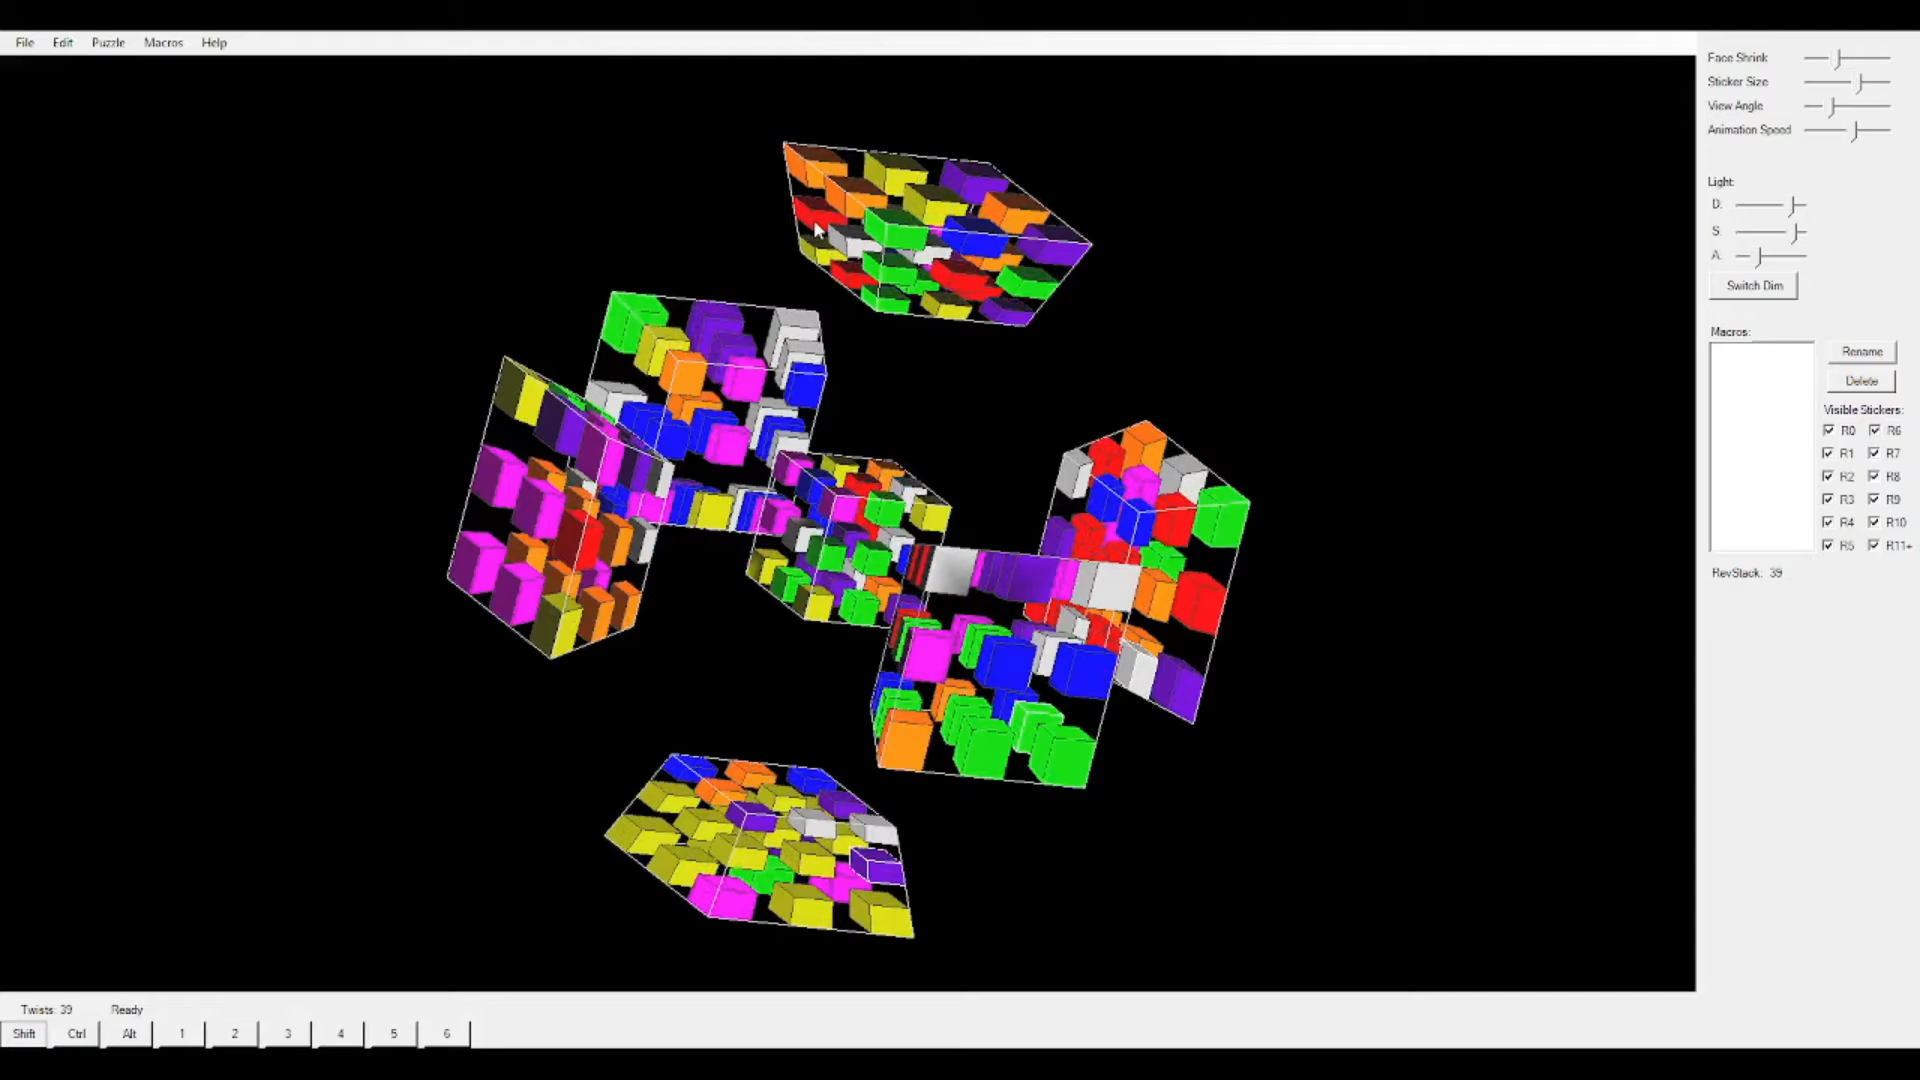 File Edit Puzzle Macros Help
Face Shrink
Sticker Size
View Angle
Animation Speed
Light:
D:
S:
A:
Switch Dim
Macros:
Rename
Delete
Visible Stickers:
R0 R6
R1 R7
R2 R8
R3 R9
R4 R10
R5 R11+
RevStack: 39
Twists: 39 Ready
Shift Ctrl Alt 1 2 3 4 5 6